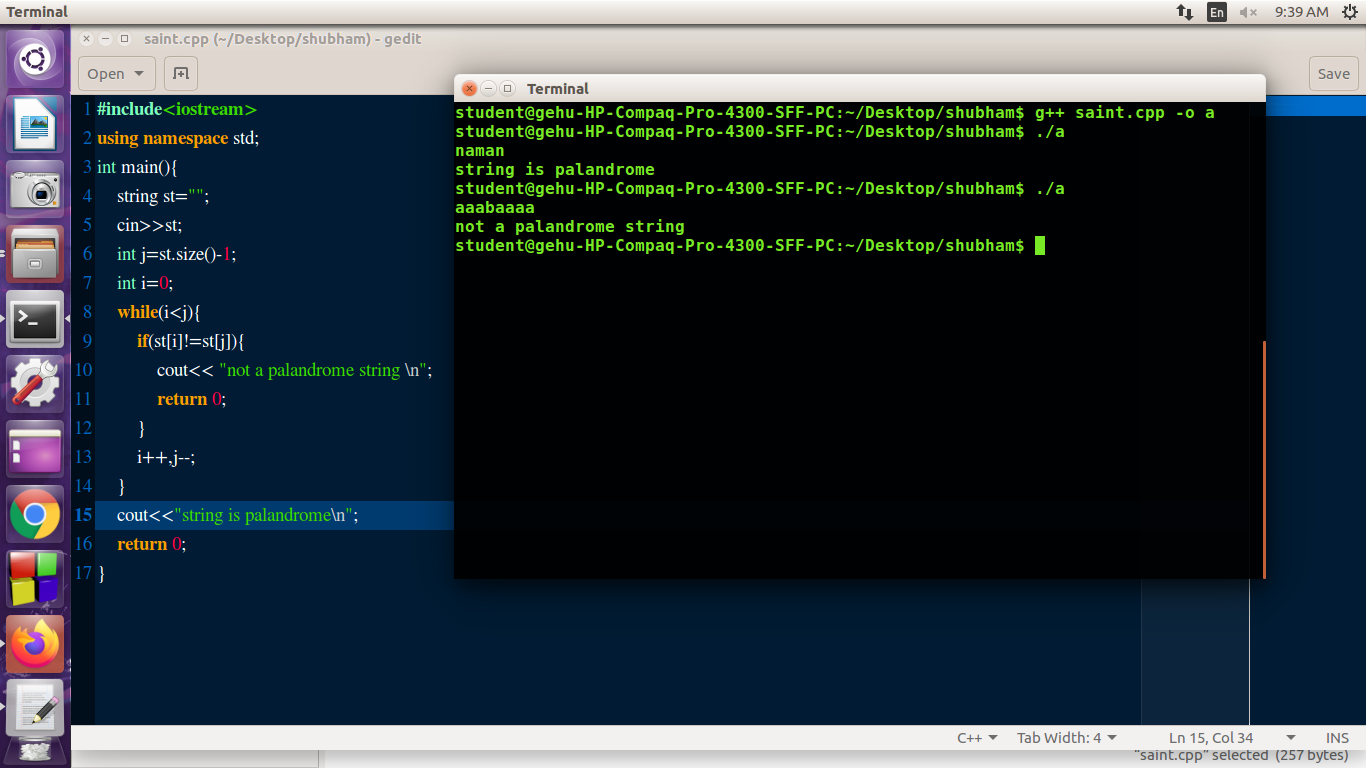 Terminal
En
9:39 AM
saint.cpp (~/Desktop/shubham) - gedit
Open
Save
1 #include<iostream>
2 using namespace std;
3 int main(){
4 string st="";
5 cin>>st;
6 int j=st.size()-1;
7 int i=0;
8 while(i<j){
9 if(st[i]!=st[j]){
10 cout<< "not a palandrome string \n";
11 return 0;
12 }
13 i++,j--;
14 }
15 cout<<"string is palandrome\n";
16 return 0;
17 }
Terminal
student@gehu-HP-Compaq-Pro-4300-SFF-PC:~/Desktop/shubham$ g++ saint.cpp -o a
student@gehu-HP-Compaq-Pro-4300-SFF-PC:~/Desktop/shubham$ ./a
naman
string is palandrome
student@gehu-HP-Compaq-Pro-4300-SFF-PC:~/Desktop/shubham$ ./a
aaabaaaa
not a palandrome string
student@gehu-HP-Compaq-Pro-4300-SFF-PC:~/Desktop/shubham$
C++ Tab Width: 4 Ln 15, Col 34 INS
"saint.cpp" selected (257 bytes)